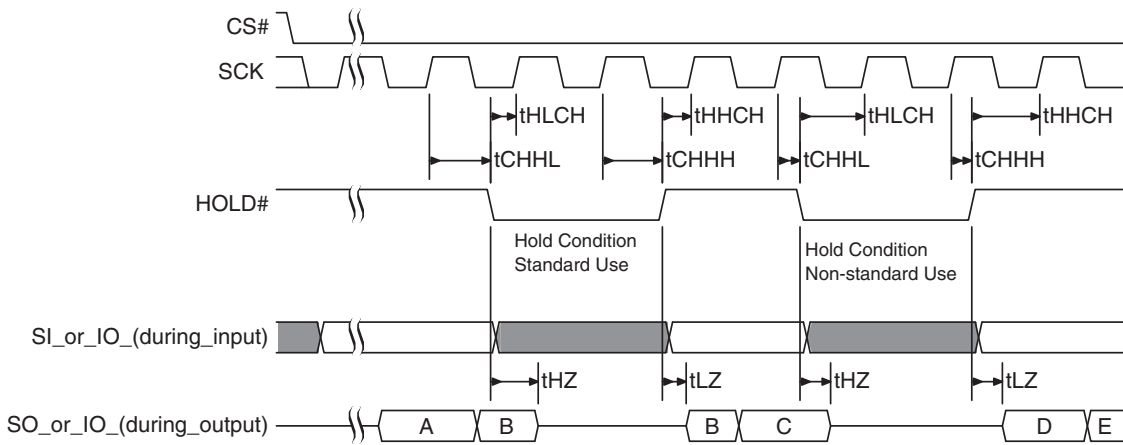 CS#
SCK
tHLCH tHHCH tHLCH tHHCH
tCHHL tCHHH tCHHL tCHHH
HOLD#
Hold Condition
Standard Use
Hold Condition
Non-standard Use
SI_or_IO_(during_input)
tHZ tLZ tHZ tLZ
SO_or_IO_(during_output) A B B C D E